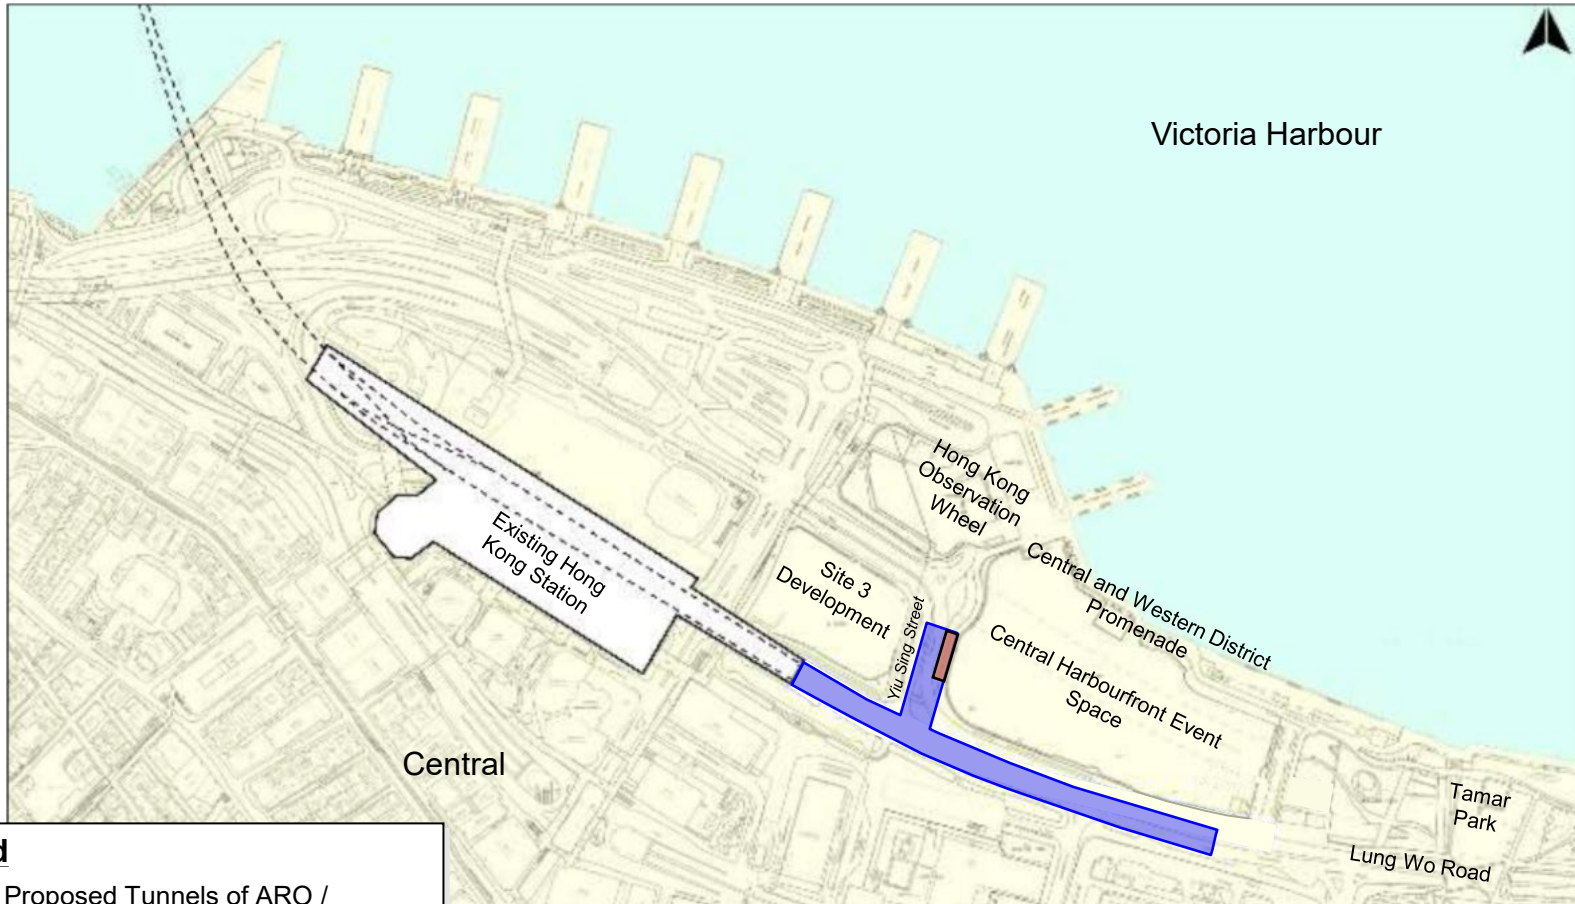 Victoria Harbour
Hong Kong
Observation
Wheel
Central and Western District
Promenade
Existing Hong
Kong Station
Site 3
Development
Yiu Sing Street
Central Harbourfront Event
Space
Central
Tamar
Park
Lung Wo Road
d
Proposed Tunnels of ARO /